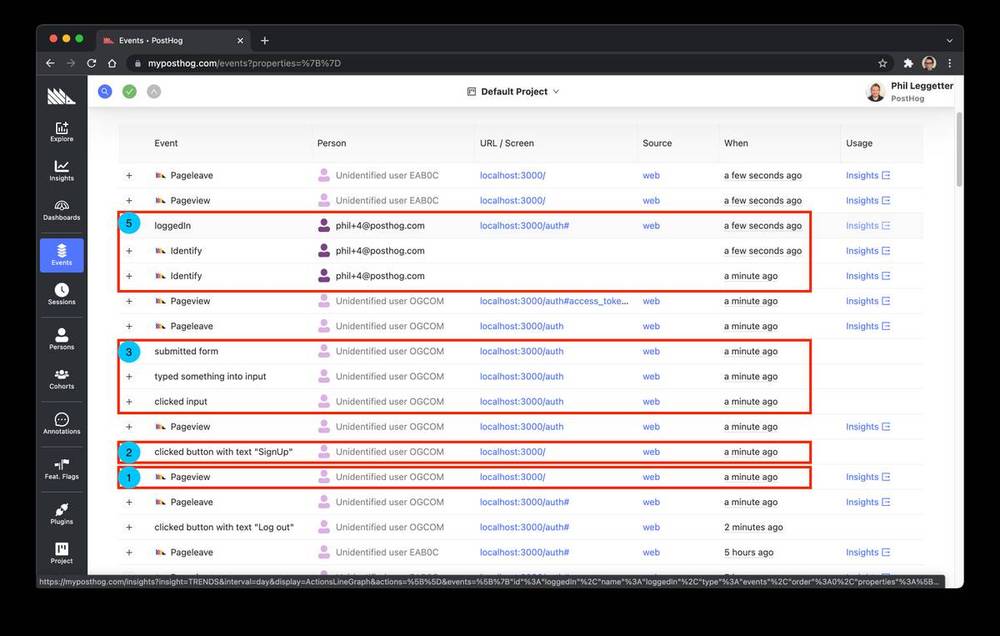 Events • PostHog
myposthog.com/events?properties=%7B%7D
Default Project
Phil Leggetter
PostHog
Explore
Insights
Dashboards
Events
Sessions
Persons
Cohorts
Annotations
Feat. Flags
Plugins
Project
Event Person URL / Screen Source When Usage
+ Pageleave Unidentified user EAB0C localhost:3000/ web a few seconds ago Insights
+ Pageview Unidentified user EAB0C localhost:3000/ web a few seconds ago Insights
5 loggedIn phil+4@posthog.com localhost:3000/auth# web a few seconds ago Insights
+ Identify phil+4@posthog.com a few seconds ago Insights
+ Identify phil+4@posthog.com a minute ago Insights
+ Pageview Unidentified user OGCOM localhost:3000/auth#access_toke... web a minute ago Insights
+ Pageleave Unidentified user OGCOM localhost:3000/auth web a minute ago Insights
3 submitted form Unidentified user OGCOM localhost:3000/auth web a minute ago
+ typed something into input Unidentified user OGCOM localhost:3000/auth web a minute ago
+ clicked input Unidentified user OGCOM localhost:3000/auth web a minute ago
+ Pageview Unidentified user OGCOM localhost:3000/auth web a minute ago Insights
2 clicked button with text "SignUp" Unidentified user OGCOM localhost:3000/ web a minute ago
1 Pageview Unidentified user OGCOM localhost:3000/ web a minute ago Insights
+ Pageleave Unidentified user OGCOM localhost:3000/auth# web a minute ago Insights
+ clicked button with text "Log out" Unidentified user OGCOM localhost:3000/auth# web 2 minutes ago
+ Pageleave Unidentified user EAB0C localhost:3000/auth# web 5 hours ago Insights
https://myposthog.com/insights?insight=TRENDS&interval=day&display=ActionsLineGraph&actions=%5B%5D&events=%5B%7B"id"%3A"loggedIn"%2C"name"%3A"loggedIn"%2C"type"%3A"events"%2C"order"%3A0%2C"properties"%3A%5B...